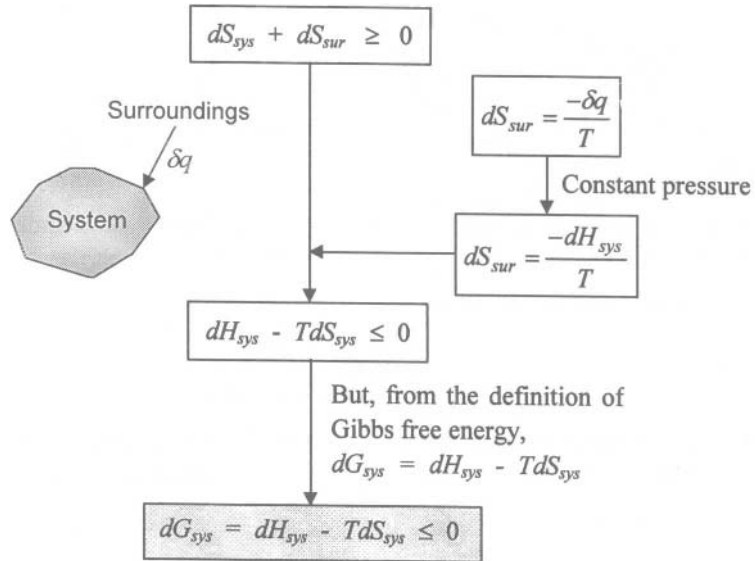 dS_sys + dS_sur ≥ 0
Surroundings
δq
System
dS_sur = -δq / T
Constant pressure
dS_sur = -dH_sys / T
dH_sys - TdS_sys ≤ 0
But, from the definition of
Gibbs free energy,
dG_sys = dH_sys - TdS_sys
dG_sys = dH_sys - TdS_sys ≤ 0